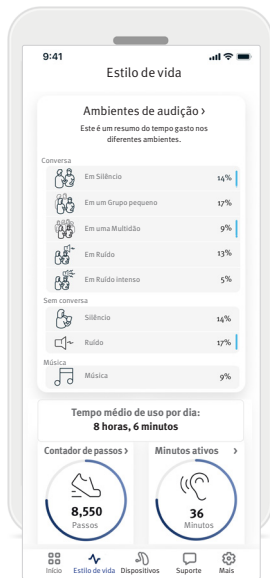 9:41
Estilo de vida
Ambientes de audição ›
Este é um resumo do tempo gasto nos
diferentes ambientes.
Conversa
Em Silêncio 14%
Em um Grupo pequeno 17%
Em uma Multidão 9%
Em Ruído 13%
Em Ruído intenso 5%
Sem conversa
Silêncio 14%
Ruído 17%
Música
Música 9%
Tempo médio de uso por dia:
8 horas, 6 minutos
Contador de passos › Minutos ativos ›
8,550 36
Passos Minutos
Início Estilo de vida Dispositivos Suporte Mais